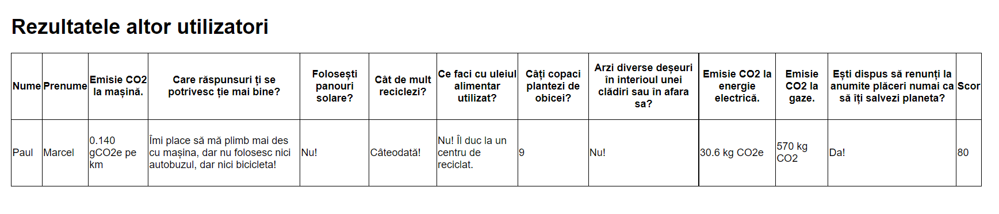 Rezultatele altor utilizatori
Nume
Prenume
Emisie CO2
la mașină.
Care răspunsuri ți se
potrivesc ție mai bine?
Folosești
panouri
solare?
Cât de mult
reciclezi?
Ce faci cu uleiul
alimentar
utilizat?
Câți copaci
plantezi de
obicei?
Arzi diverse deșeuri
în interioul unei
clădiri sau în afara
sa?
Emisie CO2 la
energie
electrică.
Emisie
CO2 la
gaze.
Ești dispus să renunți la
anumite plăceri numai ca
să îți salvezi planeta?
Scor
Paul
Marcel
0.140
gCO2e pe
km
Îmi place să mă plimb mai des
cu mașina, dar nu folosesc nici
autobuzul, dar nici bicicleta!
Nu!
Câteodată!
Nu! Îl duc la un
centru de
reciclat.
9
Nu!
30.6 kg CO2e
570 kg
CO2
Da!
80